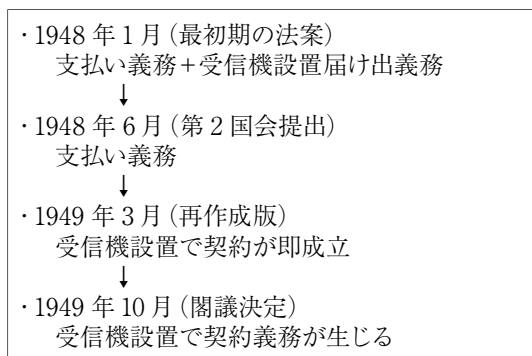 ・1948 年 1 月（最初期の法案）
支払い義務＋受信機設置届け出義務
↓
・1948 年 6 月（第 2 国会提出）
支払い義務
↓
・1949 年 3 月（再作成版）
受信機設置で契約が即成立
↓
・1949 年 10 月（閣議決定）
受信機設置で契約義務が生じる